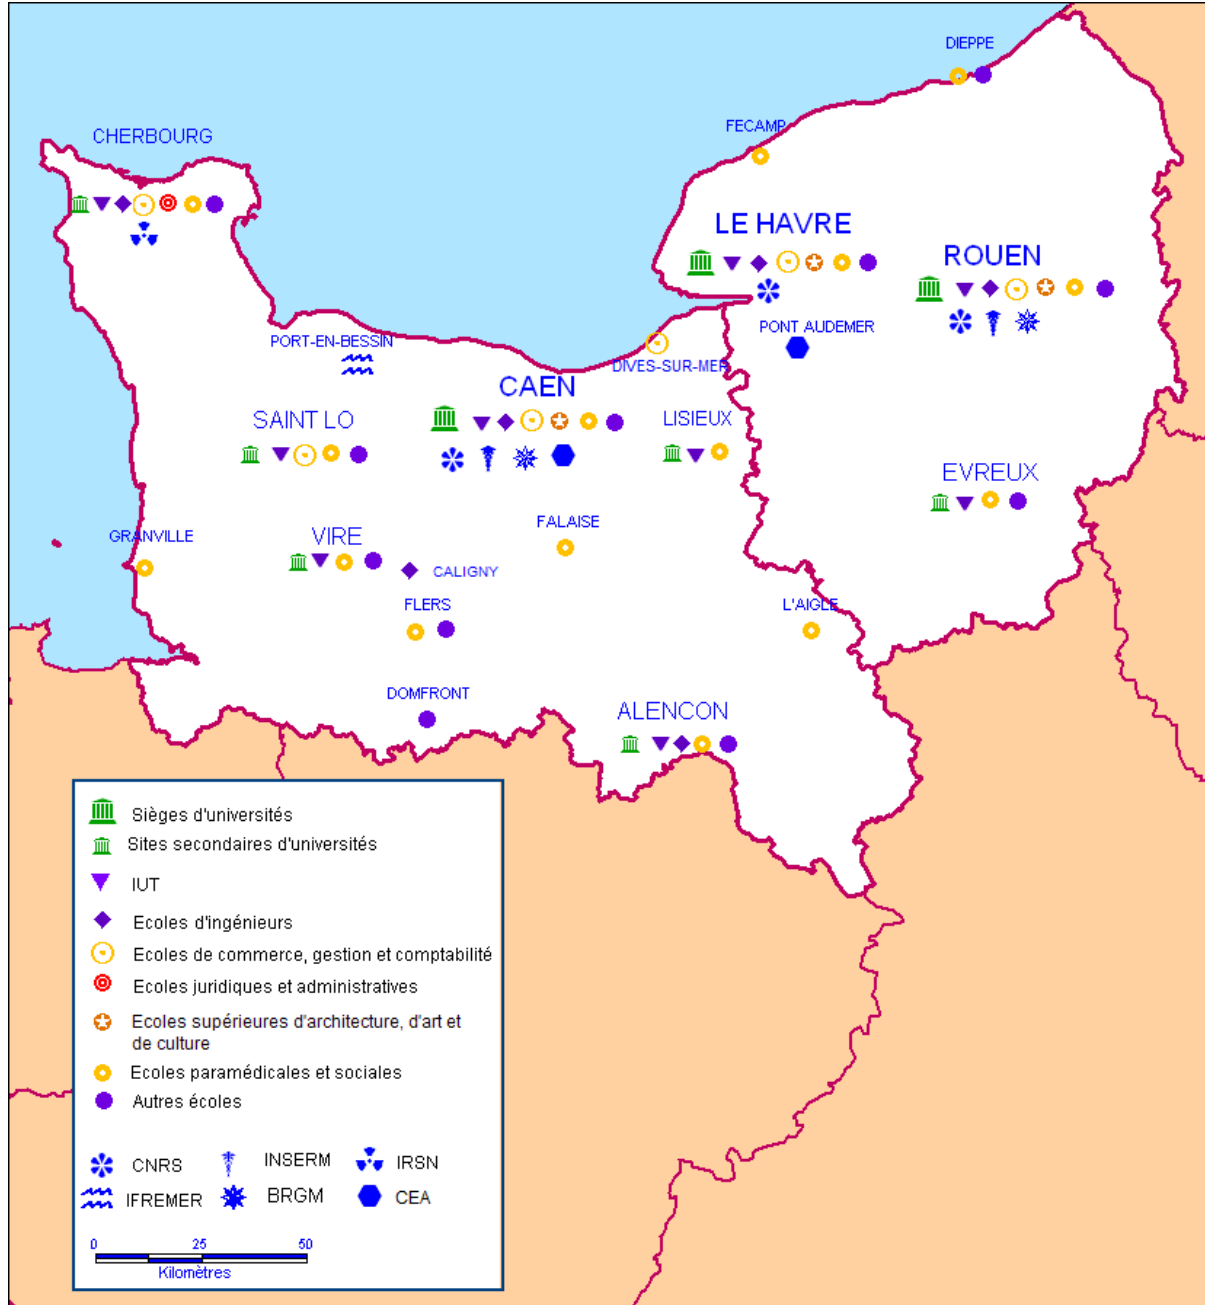 DIEPPE
FECAMP
CHERBOURG
LE HAVRE
ROUEN
PONT AUDEMER
PORT-EN-BESSIN
DIVES-SUR-MER
CAEN
SAINT LO
LISIEUX
EVREUX
FALAISE
GRANVILLE
VIRE
CALIGNY
FLERS
L'AIGLE
DOMFRONT
ALENCON
Sièges d'universités
Sites secondaires d'universités
IUT
Ecoles d'ingénieurs
Ecoles de commerce, gestion et comptabilité
Ecoles juridiques et administratives
Ecoles supérieures d'architecture, d'art et
de culture
Ecoles paramédicales et sociales
Autres écoles
CNRS INSERM IRSN
IFREMER BRGM CEA
0 25 50
Kilomètres